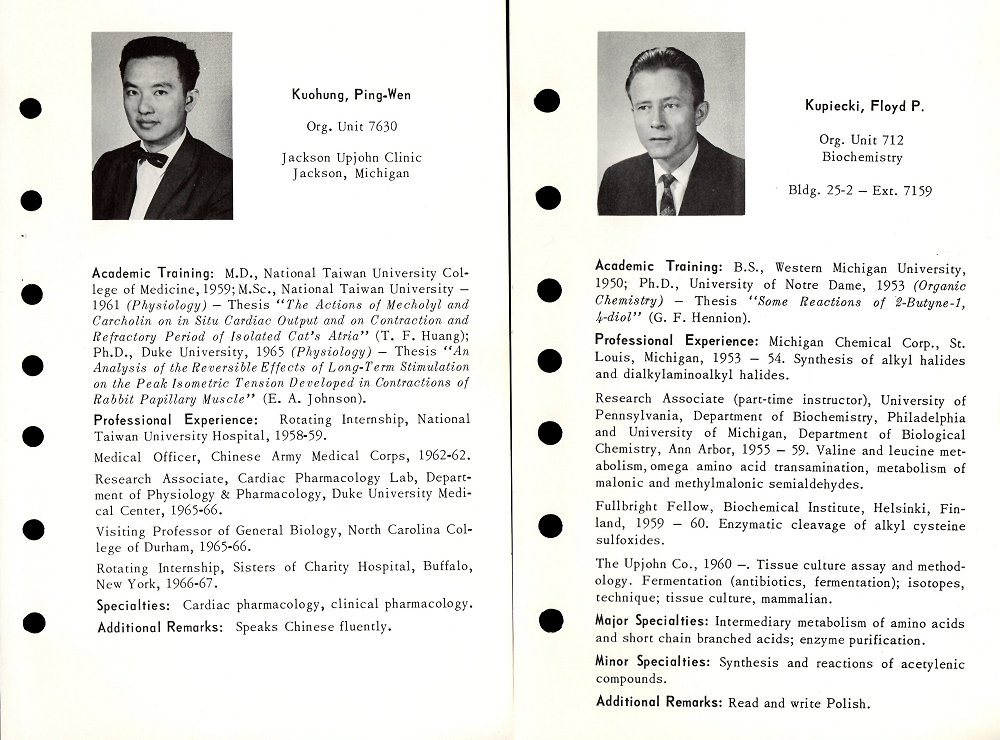 Kuohung, Ping-Wen
Org. Unit 7630
Jackson Upjohn Clinic
Jackson, Michigan
Academic Training: M.D., National Taiwan University Col-
lege of Medicine, 1959; M.Sc., National Taiwan University –
1961 (Physiology) – Thesis "The Actions of Mecholyl and
Carcholin on in Situ Cardiac Output and on Contraction and
Refractory Period of Isolated Cat's Atria" (T. F. Huang);
Ph.D., Duke University, 1965 (Physiology) – Thesis "An
Analysis of the Reversible Effects of Long-Term Stimulation
on the Peak Isometric Tension Developed in Contractions of
Rabbit Papillary Muscle" (E. A. Johnson).
Professional Experience: Rotating Internship, National
Taiwan University Hospital, 1958-59.
Medical Officer, Chinese Army Medical Corps, 1962-62.
Research Associate, Cardiac Pharmacology Lab, Depart-
ment of Physiology & Pharmacology, Duke University Medi-
cal Center, 1965-66.
Visiting Professor of General Biology, North Carolina Col-
lege of Durham, 1965-66.
Rotating Internship, Sisters of Charity Hospital, Buffalo,
New York, 1966-67.
Specialties: Cardiac pharmacology, clinical pharmacology.
Additional Remarks: Speaks Chinese fluently.
Kupiecki, Floyd P.
Org. Unit 712
Biochemistry
Bldg. 25-2 – Ext. 7159
Academic Training: B.S., Western Michigan University,
1950; Ph.D., University of Notre Dame, 1953 (Organic
Chemistry) – Thesis "Some Reactions of 2-Butyne-1,
4-diol" (G. F. Hennion).
Professional Experience: Michigan Chemical Corp., St.
Louis, Michigan, 1953 – 54. Synthesis of alkyl halides
and dialkylaminoalkyl halides.
Research Associate (part-time instructor), University of
Pennsylvania, Department of Biochemistry, Philadelphia
and University of Michigan, Department of Biological
Chemistry, Ann Arbor, 1955 – 59. Valine and leucine met-
abolism, omega amino acid transamination, metabolism of
malonic and methylmalonic semialdehydes.
Fullbright Fellow, Biochemical Institute, Helsinki, Fin-
land, 1959 – 60. Enzymatic cleavage of alkyl cysteine
sulfoxides.
The Upjohn Co., 1960 –. Tissue culture assay and method-
ology. Fermentation (antibiotics, fermentation); isotopes,
technique; tissue culture, mammalian.
Major Specialties: Intermediary metabolism of amino acids
and short chain branched acids; enzyme purification.
Minor Specialties: Synthesis and reactions of acetylenic
compounds.
Additional Remarks: Read and write Polish.